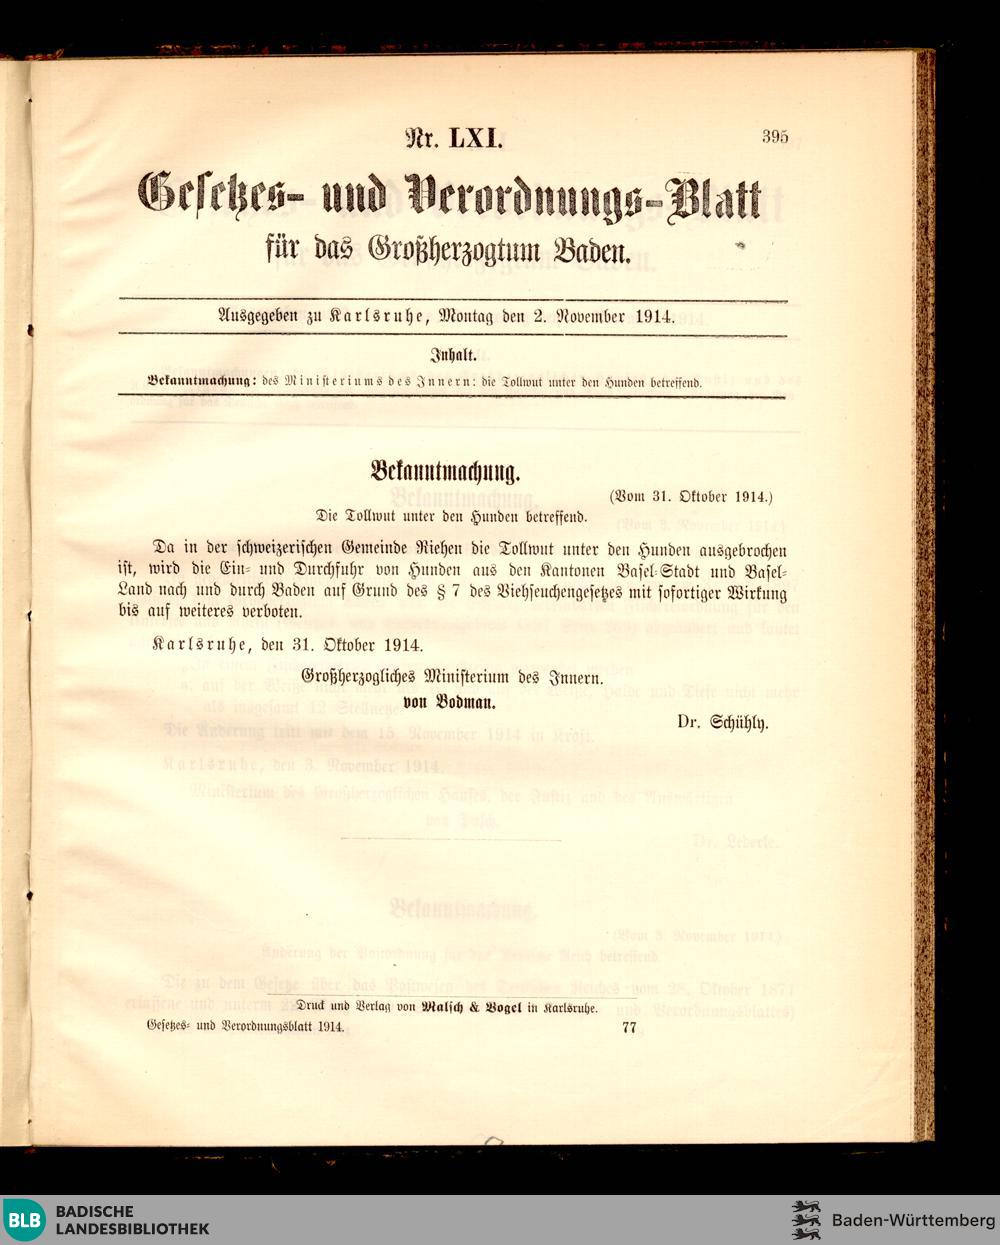 Nr. LXI.
395
Gesetzes- und Verordnungs-Blatt
für das Großherzogtum Baden.
Ausgegeben zu Karlsruhe, Montag den 2. November 1914.
Inhalt.
Bekanntmachung: des Ministeriums des Innern: die Tollwut unter den Hunden betreffend.
Bekanntmachung.
(Vom 31. Oktober 1914.)
Die Tollwut unter den Hunden betreffend.
Da in der schweizerischen Gemeinde Riehen die Tollwut unter den Hunden ausgebrochen
ist, wird die Ein- und Durchfuhr von Hunden aus den Kantonen Basel-Stadt und Basel-
Land nach und durch Baden auf Grund des § 7 des Viehseuchengesetzes mit sofortiger Wirkung
bis auf weiteres verboten.
Karlsruhe, den 31. Oktober 1914.
Großherzogliches Ministerium des Innern.
von Bodman.
Dr. Schühly.
Druck und Verlag von Malsch & Vogel in Karlsruhe.
Gesetzes- und Verordnungsblatt 1914.
77
BLB
BADISCHE
LANDESBIBLIOTHEK
Baden-Württemberg